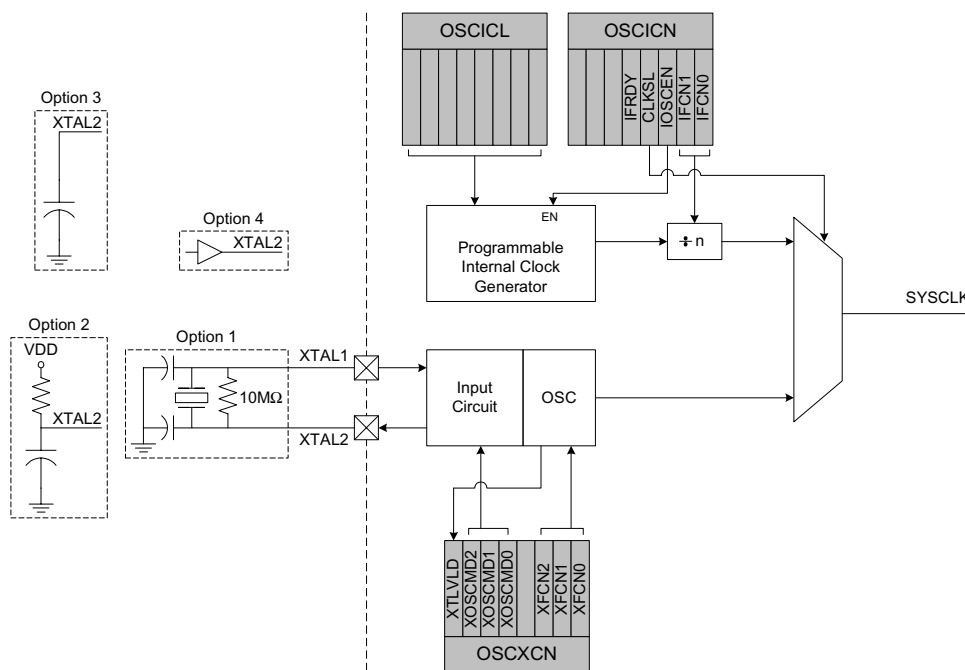 OSCICL
OSCICN
IFRDY
CLKSL
IOSCEN
IFCN1
IFCN0
Option 3
XTAL2
Option 4
XTAL2
EN
Programmable
Internal Clock
Generator
÷ n
SYSCLK
Option 2
VDD
XTAL2
Option 1
10MΩ
XTAL1
XTAL2
Input
Circuit
OSC
XTLVLD
XOSCMD2
XOSCMD1
XOSCMD0
XFCN2
XFCN1
XFCN0
OSCXCN